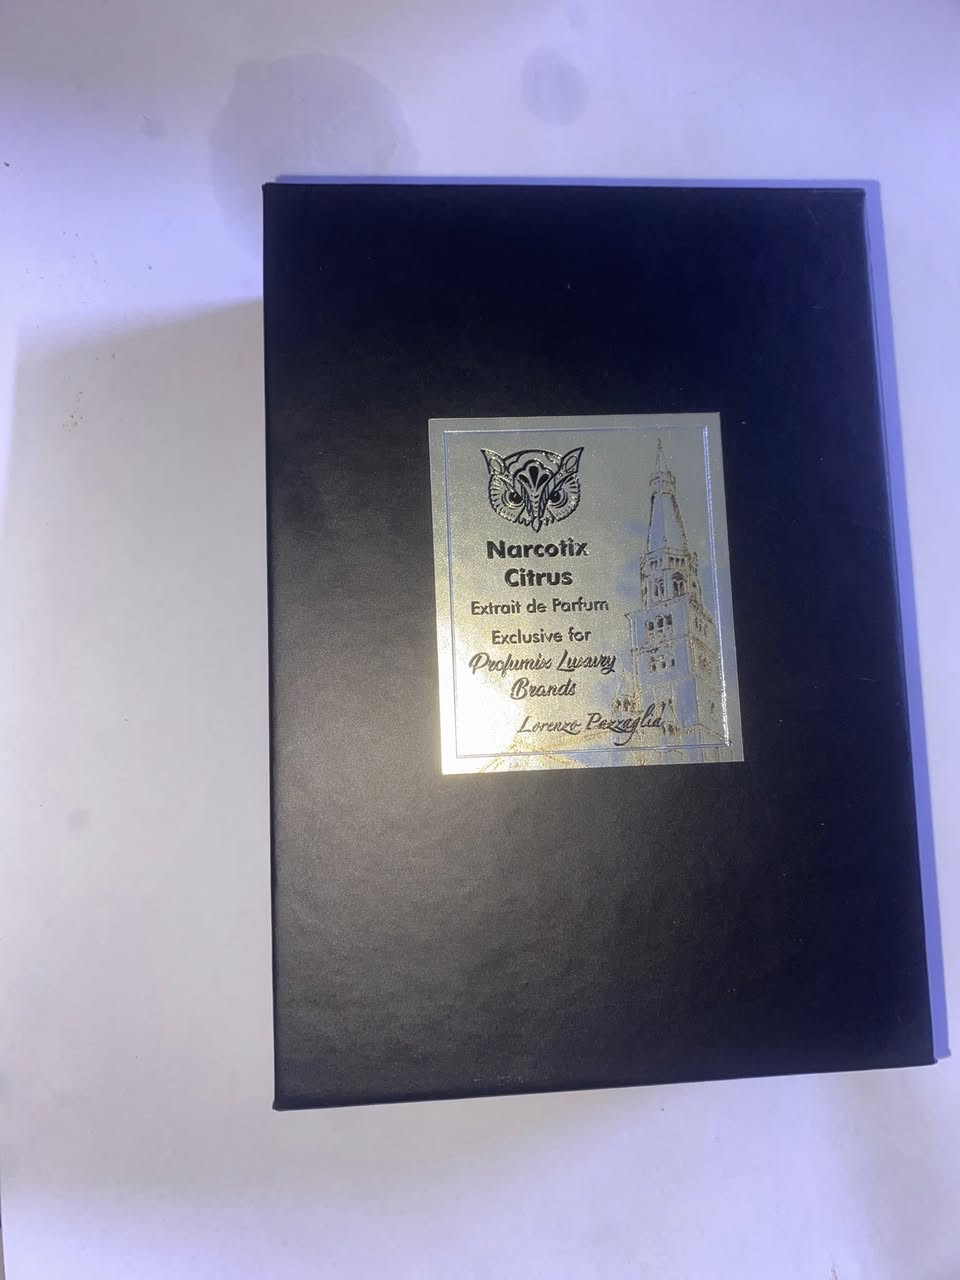 Narcotix
Citrus
Extrait de Parfum
Exclusive for
Profumix Luxury
Brands
Lorenzo Pazzaglia